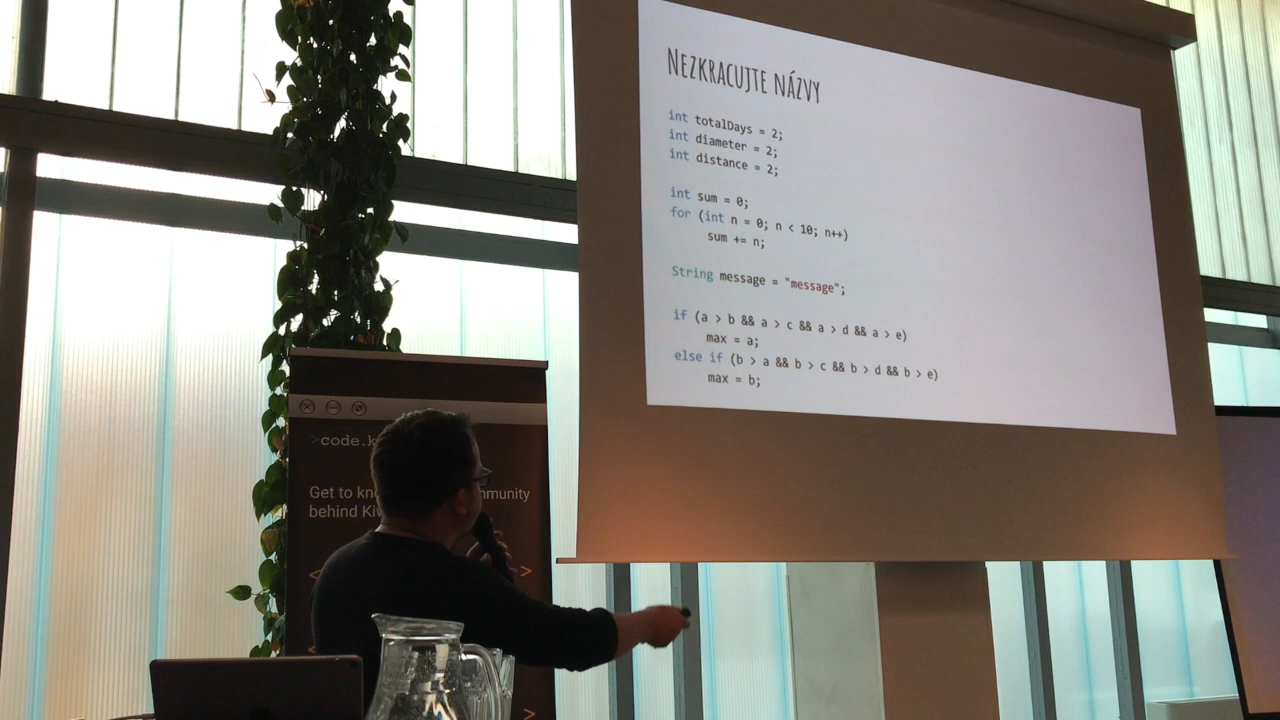 Nezkracujte názvy
int totalDays = 2;
int diameter = 2;
int distance = 2;
int sum = 0;
for (int n = 0; n < 10; n++)
sum += n;
String message = "message";
if (a > b && a > c && a > d && a > e)
max = a;
else if (b > a && b > c && b > d && b > e)
max = b;
>code.k
Get to kn mmunity
behind Kiw